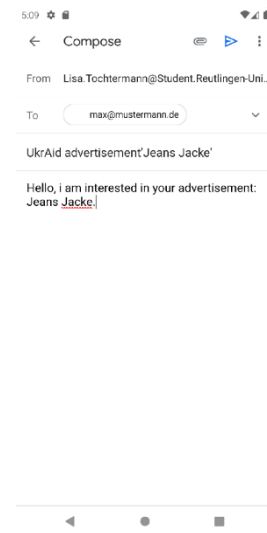 5:09
Compose
From Lisa.Tochtermann@Student.Reutlingen-Uni..
To max@mustermann.de
UkrAid advertisement'Jeans Jacke'
Hello, i am interested in your advertisement:
Jeans Jacke.